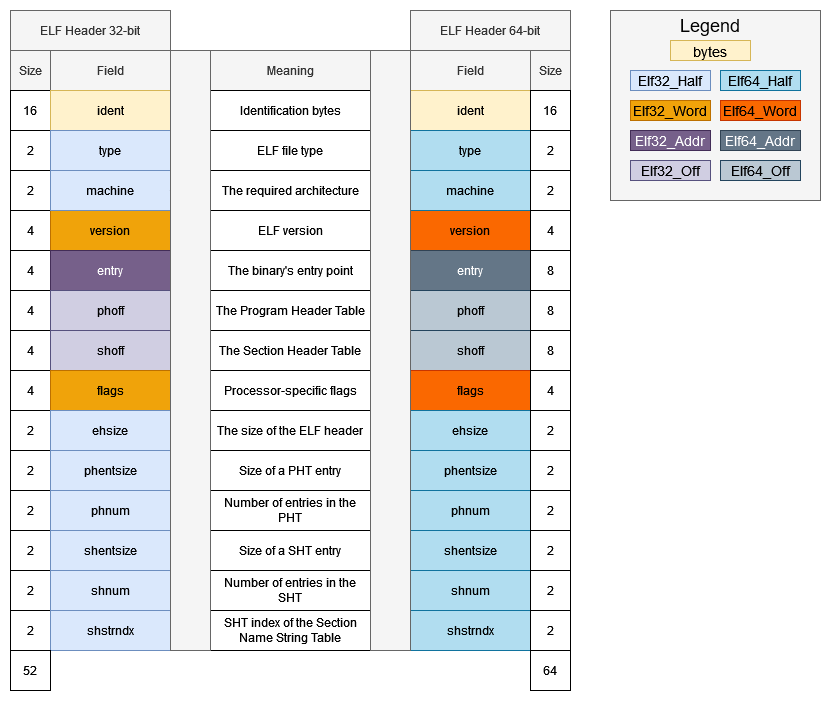 ELF Header 32-bit
ELF Header 64-bit
Size Field Meaning Field Size
16 ident Identification bytes ident 16
2 type ELF file type type 2
2 machine The required architecture machine 2
4 version ELF version version 4
4 entry The binary's entry point entry 8
4 phoff The Program Header Table phoff 8
4 shoff The Section Header Table shoff 8
4 flags Processor-specific flags flags 4
2 ehsize The size of the ELF header ehsize 2
2 phentsize Size of a PHT entry phentsize 2
2 phnum Number of entries in the
PHT phnum 2
2 shentsize Size of a SHT entry shentsize 2
2 shnum Number of entries in the
SHT shnum 2
2 shstrndx SHT index of the Section
Name String Table shstrndx 2
52 64
Legend
bytes
Elf32_Half Elf64_Half
Elf32_Word Elf64_Word
Elf32_Addr Elf64_Addr
Elf32_Off Elf64_Off